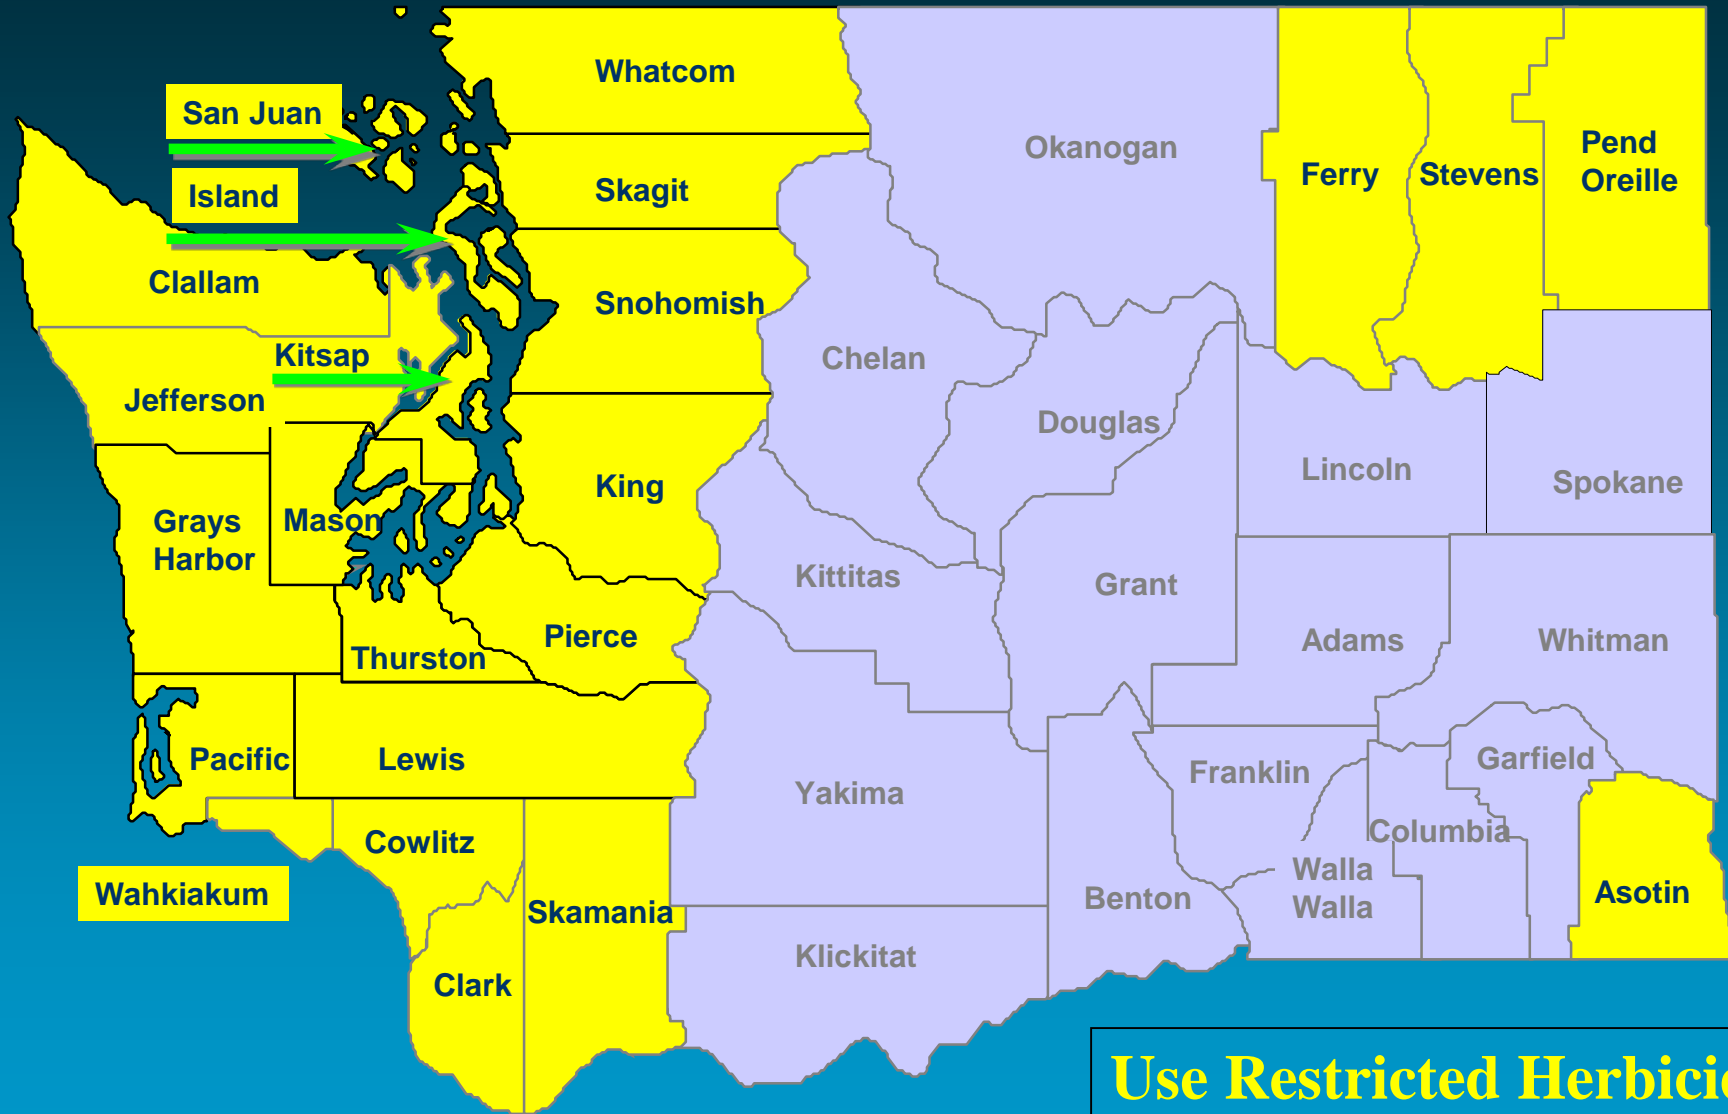 Whatcom
San Juan
Okanogan
Pend
Oreille
Ferry
Stevens
Skagit
Island
Clallam
Snohomish
Kitsap
Chelan
Jefferson
Douglas
Lincoln
Spokane
King
Grays
Harbor
Mason
Kittitas
Grant
Pierce
Adams
Whitman
Thurston
Pacific
Lewis
Garfield
Franklin
Yakima
Columbia
Cowlitz
Walla
Walla
Wahkiakum
Benton
Asotin
Skamania
Klickitat
Clark
Use Restricted